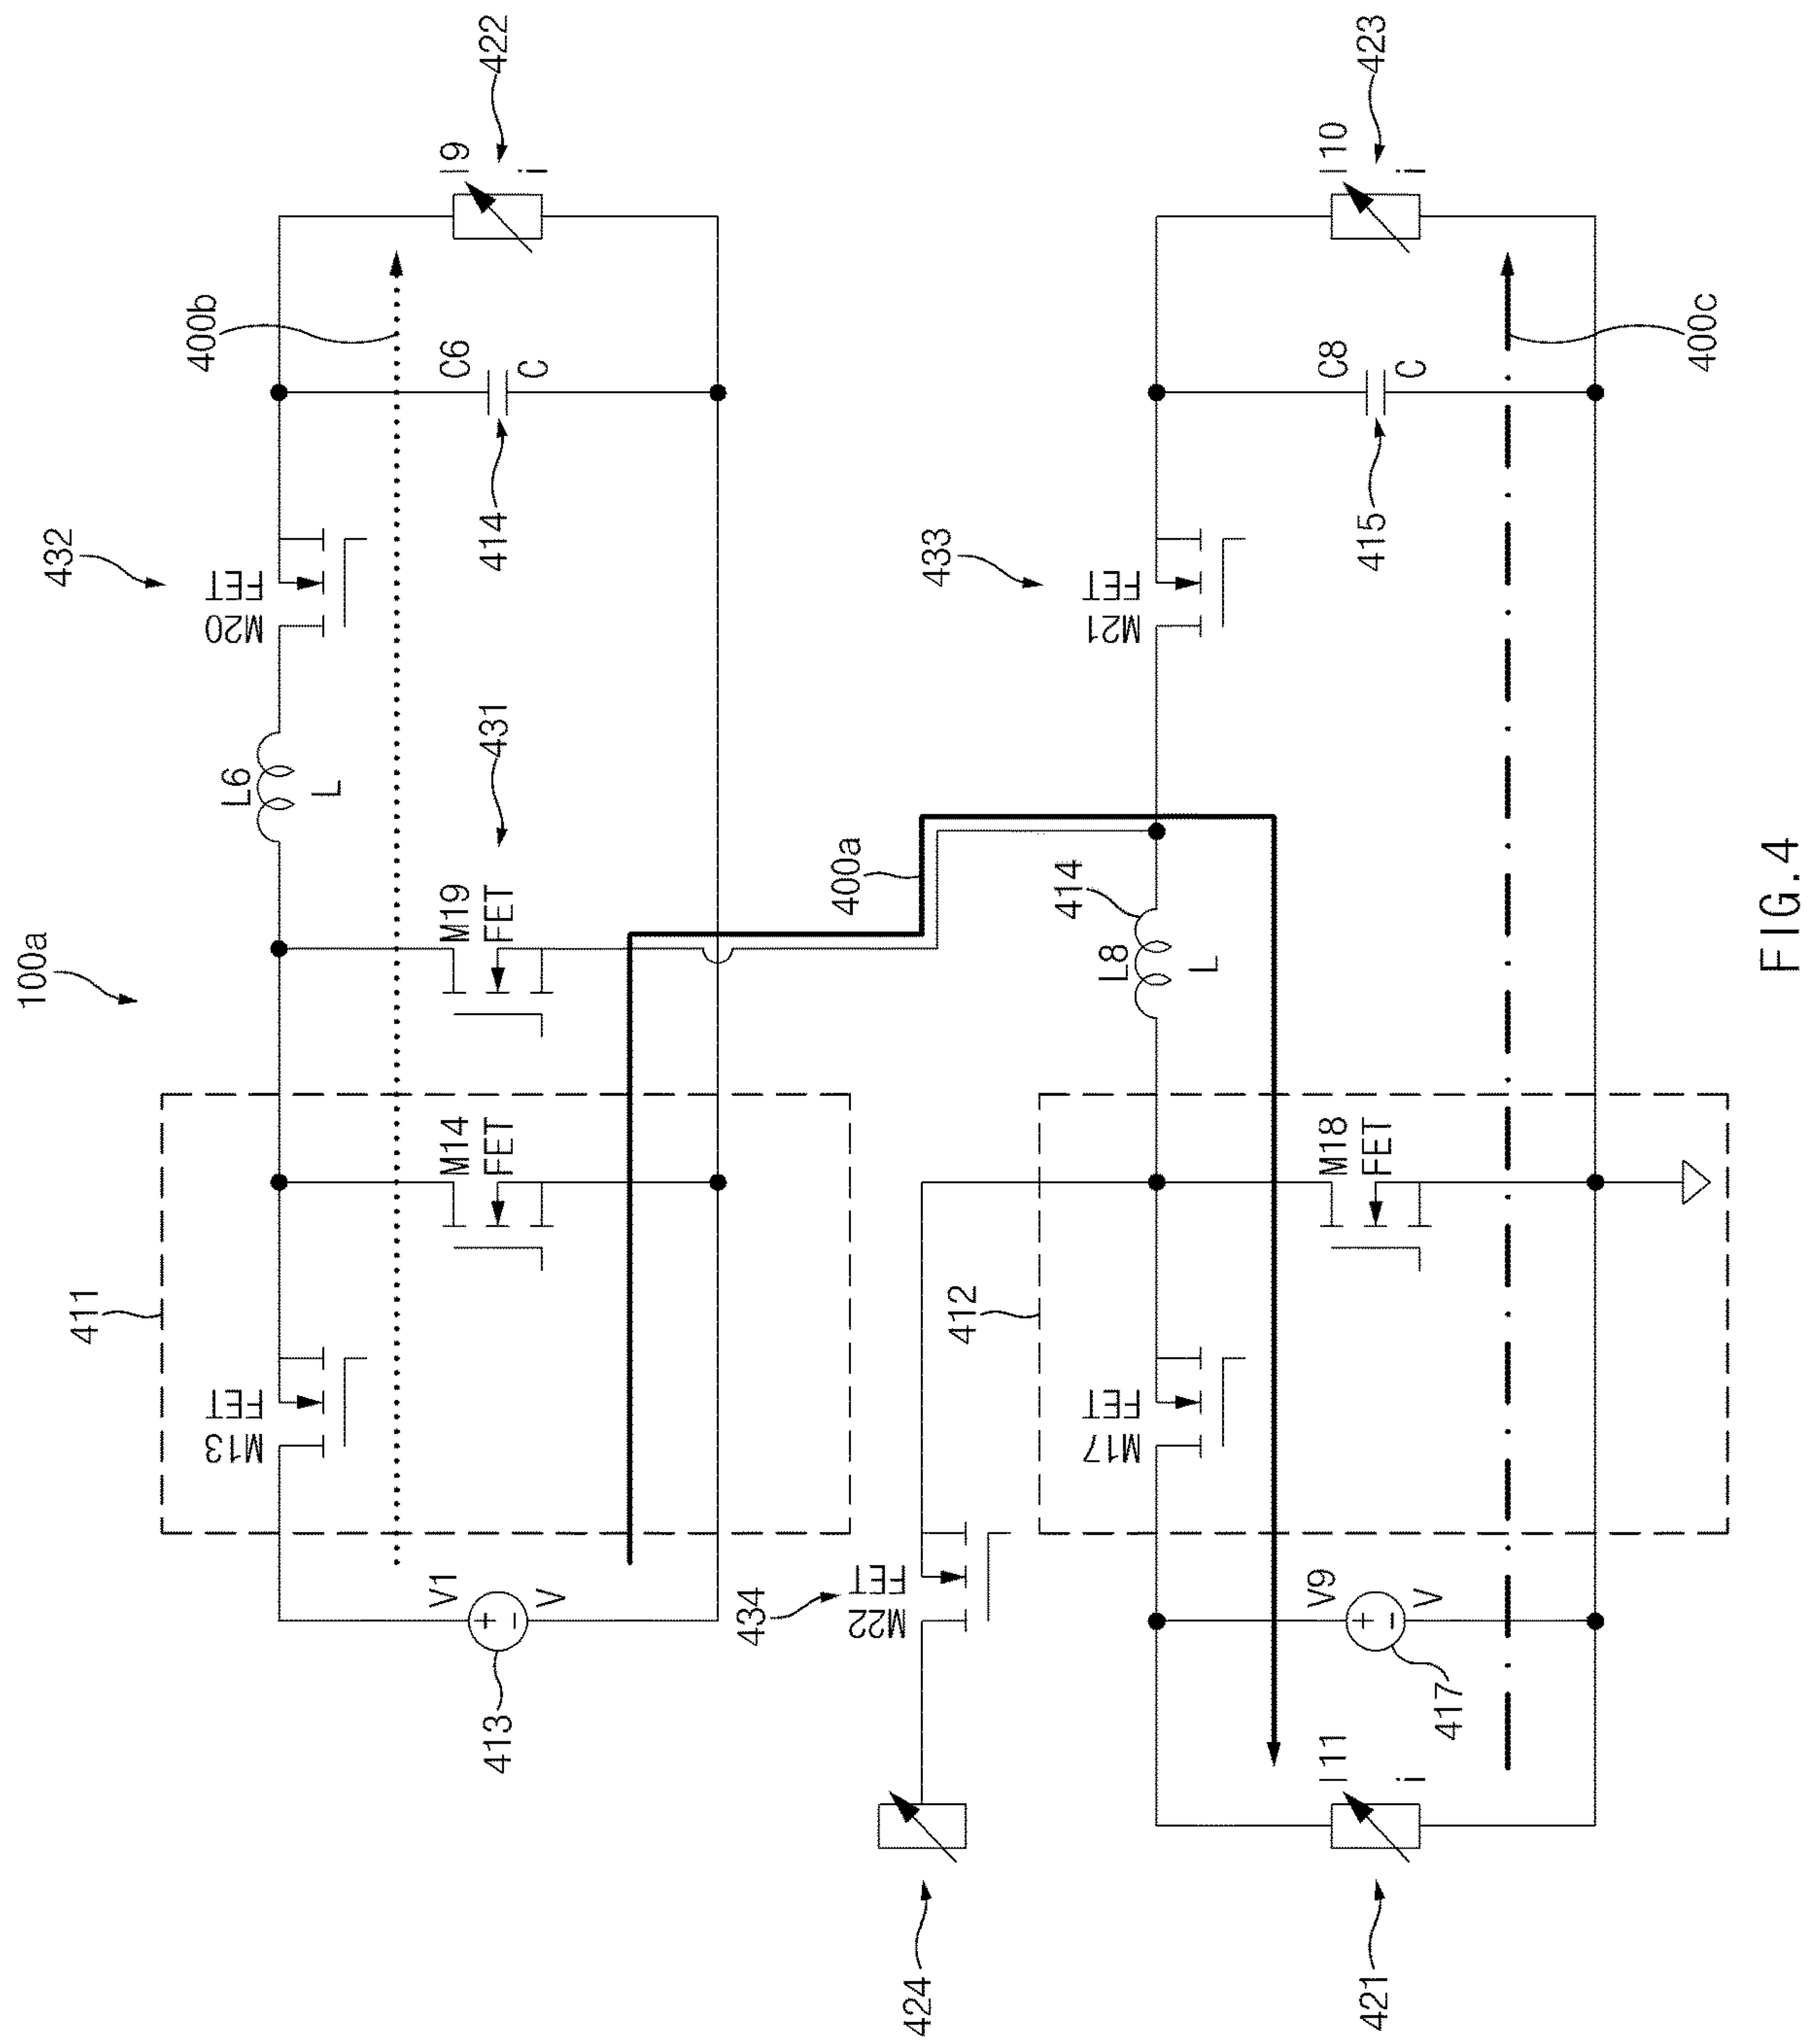 100a
411
M13
FET
M14
FET
V1
V
413
M19
FET
431
L6
L
M20
FET
432
400b
C6
C
414
I9
i
422
400a
434
M22
FET
424
412
M17
FET
M18
FET
V9
V
417
I11
i
421
L8
L
414
M21
FET
433
C8
C
415
I10
i
423
400c
FIG.4